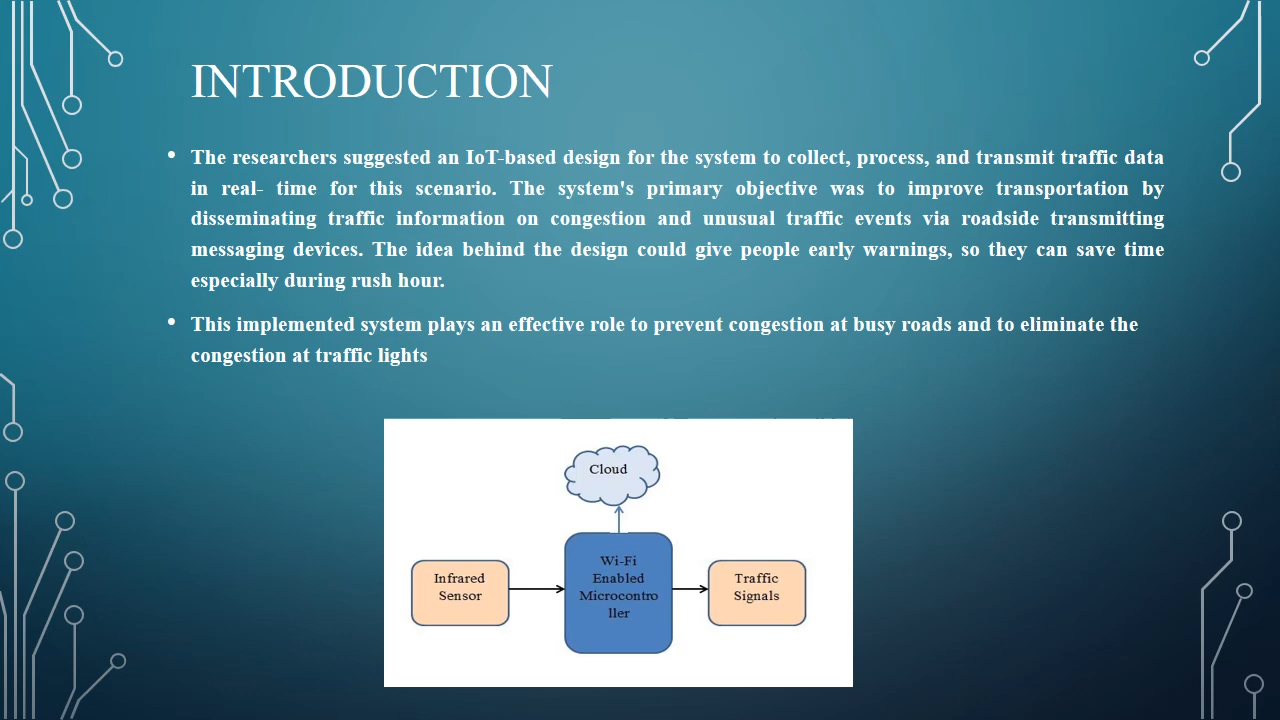 INTRODUCTION
• The researchers suggested an IoT-based design for the system to collect, process, and transmit traffic data
in real- time for this scenario. The system's primary objective was to improve transportation by
disseminating traffic information on congestion and unusual traffic events via roadside transmitting
messaging devices. The idea behind the design could give people early warnings, so they can save time
especially during rush hour.
• This implemented system plays an effective role to prevent congestion at busy roads and to eliminate the
congestion at traffic lights
Cloud
Infrared
Sensor
Wi-Fi
Enabled
Microcontro
ller
Traffic
Signals